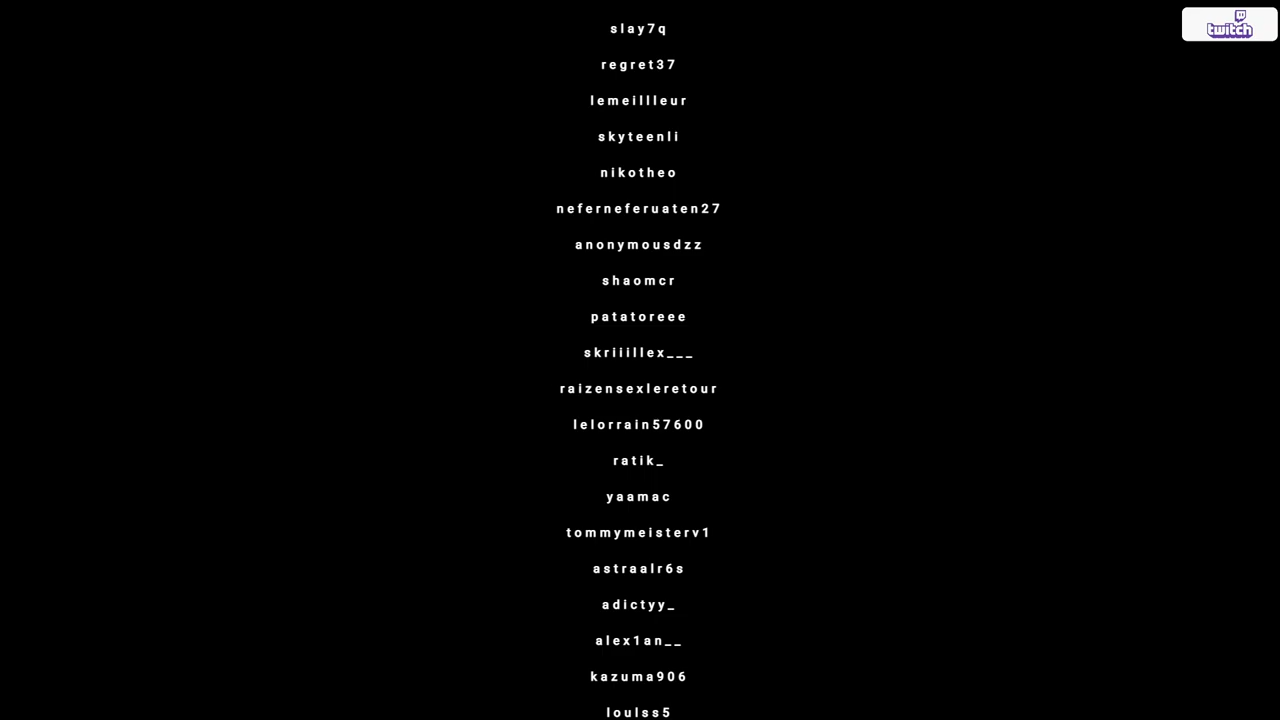 slay7q
twitch
regret37
lemeillleur
skyteenli
nikotheo
neferneferuaten27
anonymousdzz
shaomcr
patatoreee
skriiillex___
raizensexleretour
lelorrain57600
ratik_
yaamac
tommymeisterv1
astraalr6s
adictyy_
alex1an__
kazuma906
loulss5